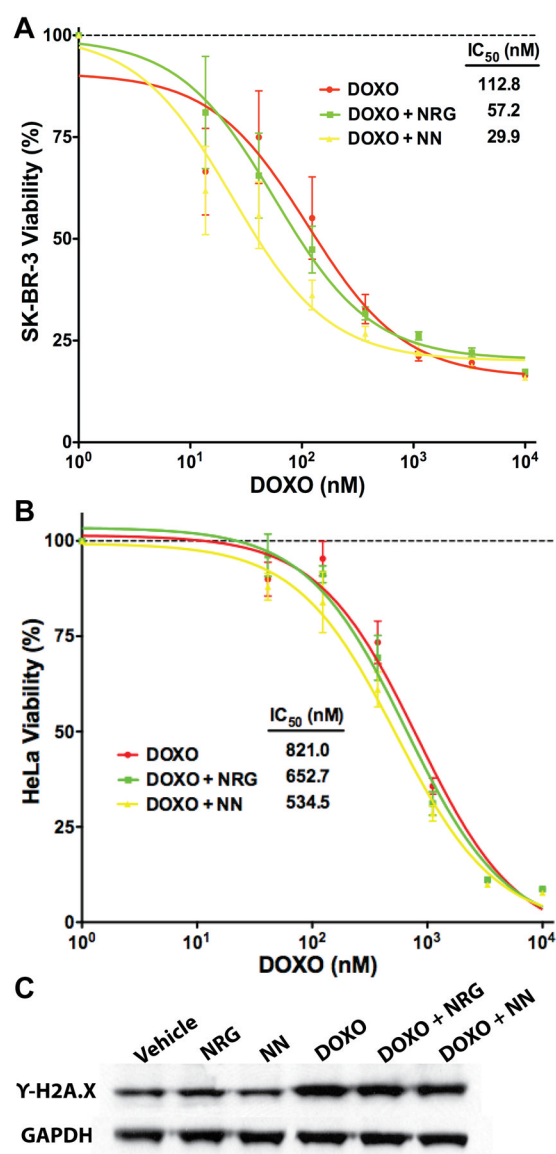 A
IC50 (nM)
DOXO 112.8
DOXO + NRG 57.2
DOXO + NN 29.9
SK-BR-3 Viability (%)
100
75
50
25
0
10^0 10^1 10^2 10^3 10^4
DOXO (nM)
B
HeLa Viability (%)
100
75
50
25
0
IC50 (nM)
DOXO 821.0
DOXO + NRG 652.7
DOXO + NN 534.5
10^0 10^1 10^2 10^3 10^4
DOXO (nM)
C
Vehicle NRG NN DOXO DOXO + NRG DOXO + NN
ϒ-H2A.X
GAPDH